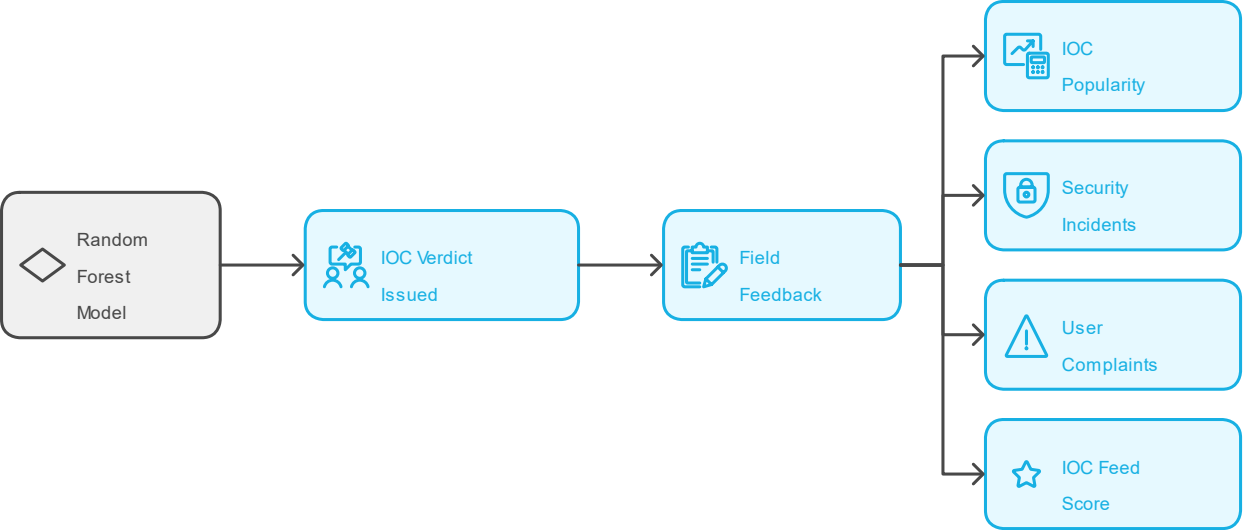 Random
Forest
Model
IOC Verdict
Issued
Field
Feedback
IOC
Popularity
Security
Incidents
User
Complaints
IOC Feed
Score